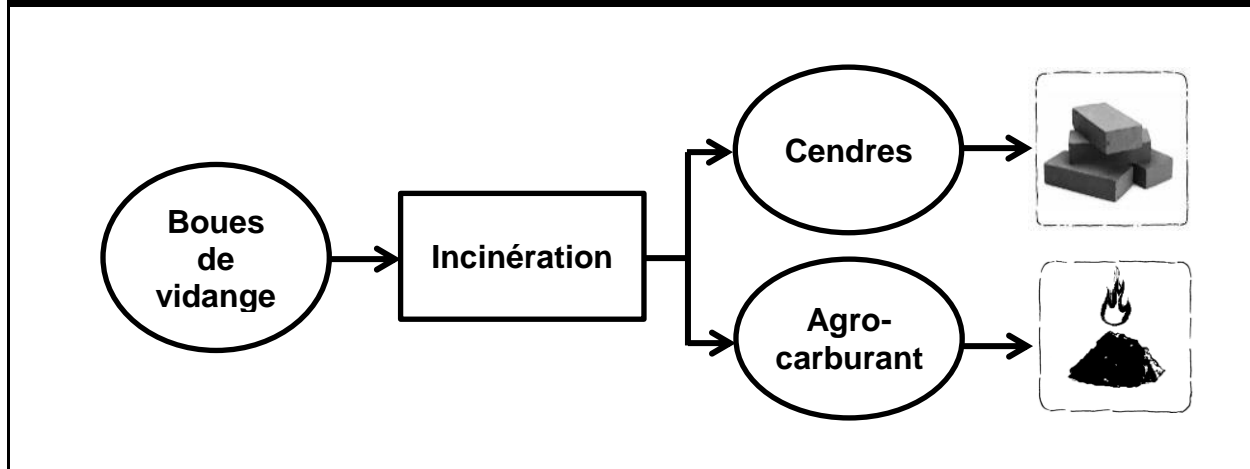 Boues
de
vidange
Incinération
Cendres
Agro-
carburant